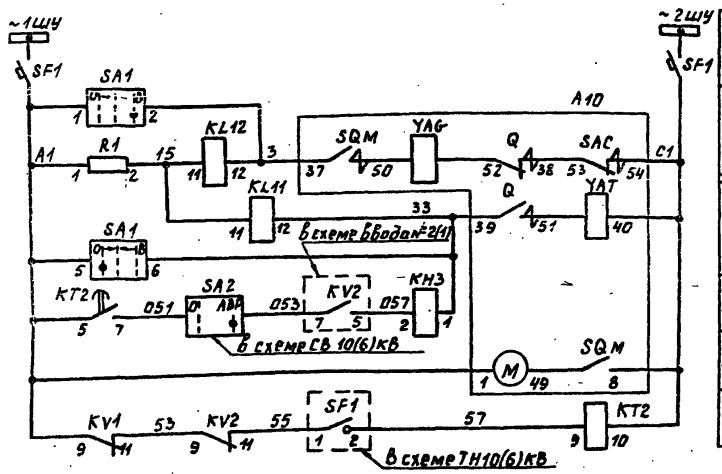 ~1ШУ
~2ШУ
SF1
SF1
SA1
1 2
A10
A1
R1
1 2
15
KL12
11 12
3
37
SQM
50
YAG
52
Q
38
53
SAC
54
C1
KL11
11 12
33
39
Q
51
YAT
40
В схеме ввода №2(1)
SA1
O В
5 6
KT2
5 7
051
SA2
O АВР
053
KV2
7 5
057
KH3
2 1
В схеме СВ 10(6) кВ
1
M
49
SQM
8
KV1
9 11
53
KV2
9 11
55
SF1
1 2
57
KT2
9 10
В схеме ТН 10(6) кВ